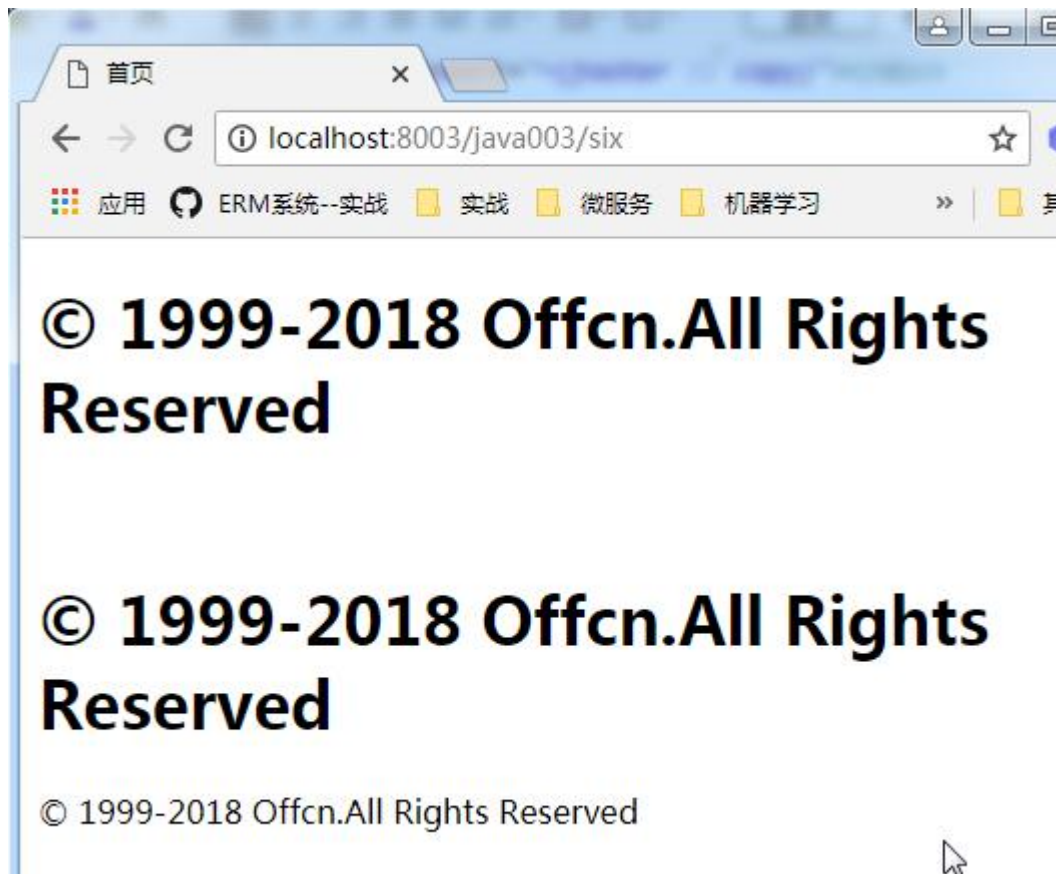 首页
localhost:8003/java003/six
应用 ERM系统--实战 实战 微服务 机器学习 »
© 1999-2018 Offcn.All Rights
Reserved
© 1999-2018 Offcn.All Rights
Reserved
© 1999-2018 Offcn.All Rights Reserved